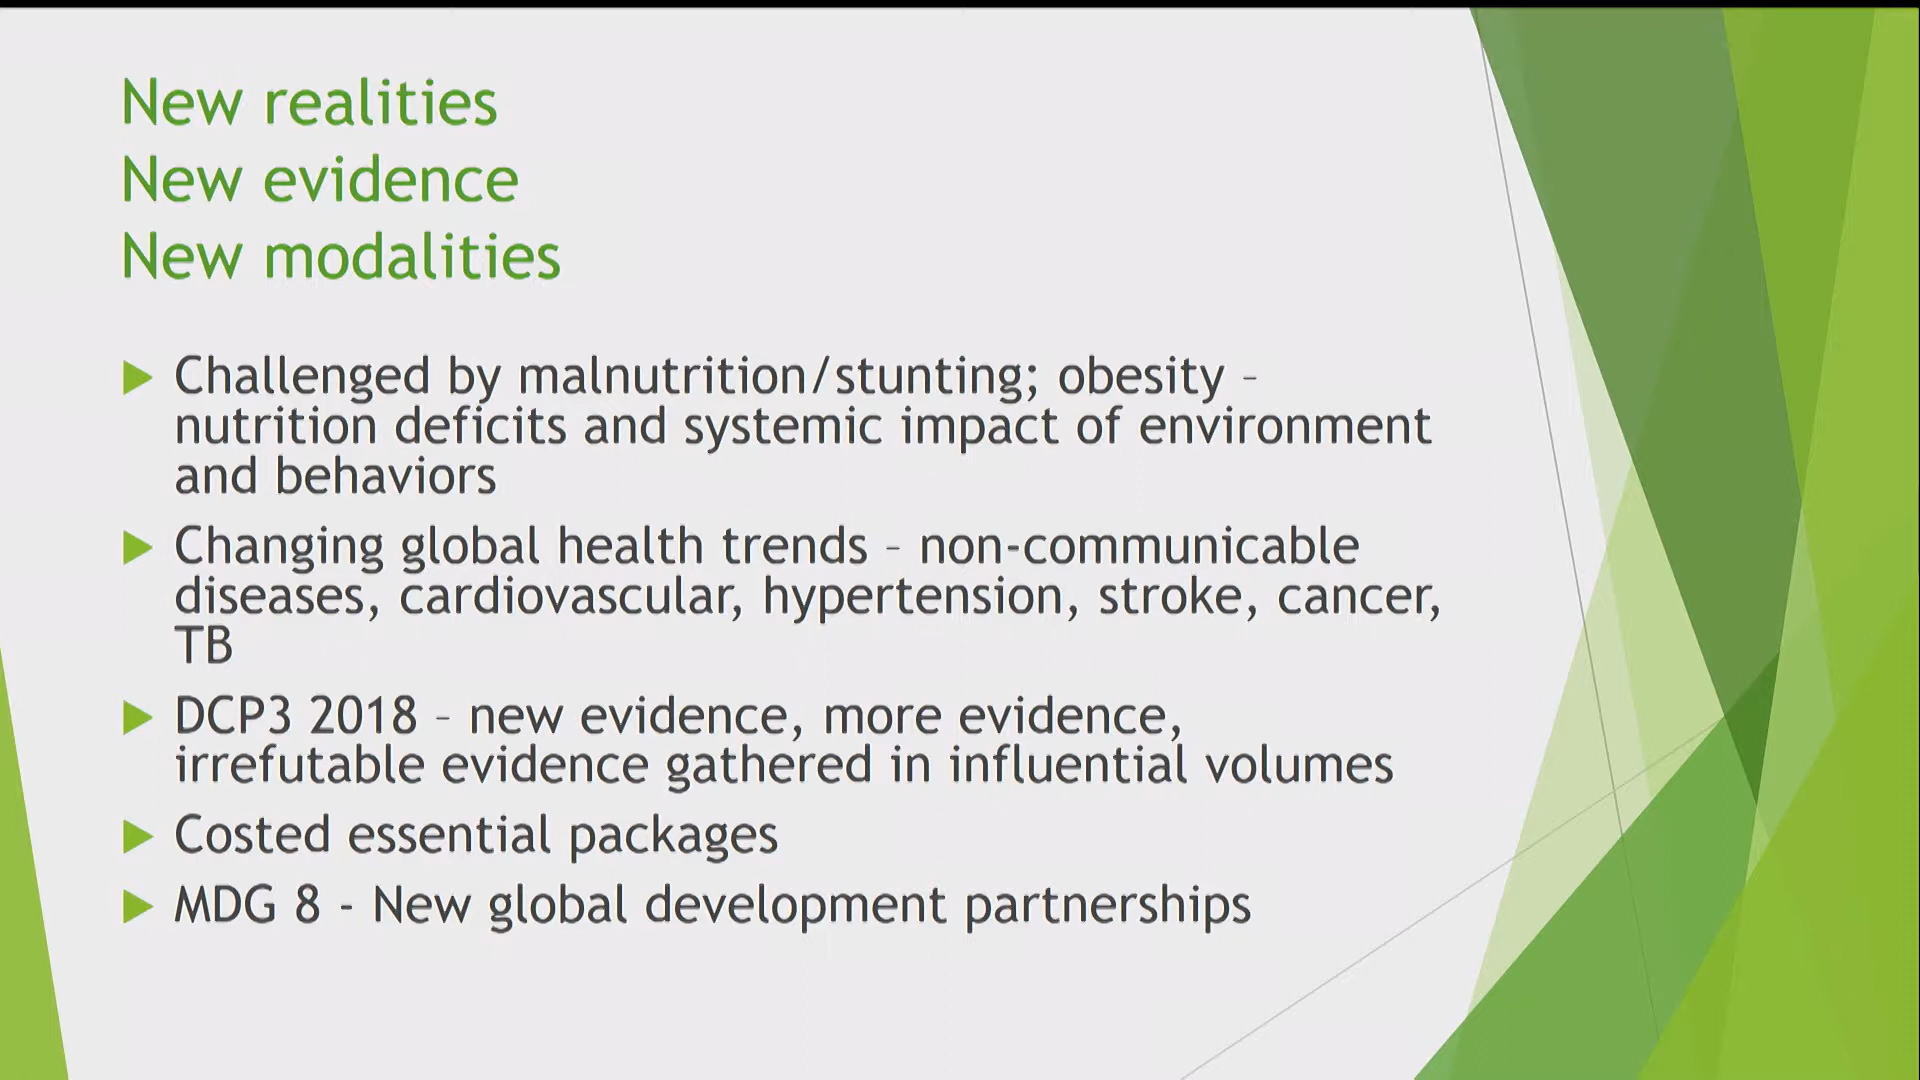 New realities
New evidence
New modalities
Challenged by malnutrition/stunting; obesity –
nutrition deficits and systemic impact of environment
and behaviors
Changing global health trends – non-communicable
diseases, cardiovascular, hypertension, stroke, cancer,
TB
DCP3 2018 – new evidence, more evidence,
irrefutable evidence gathered in influential volumes
Costed essential packages
MDG 8 - New global development partnerships